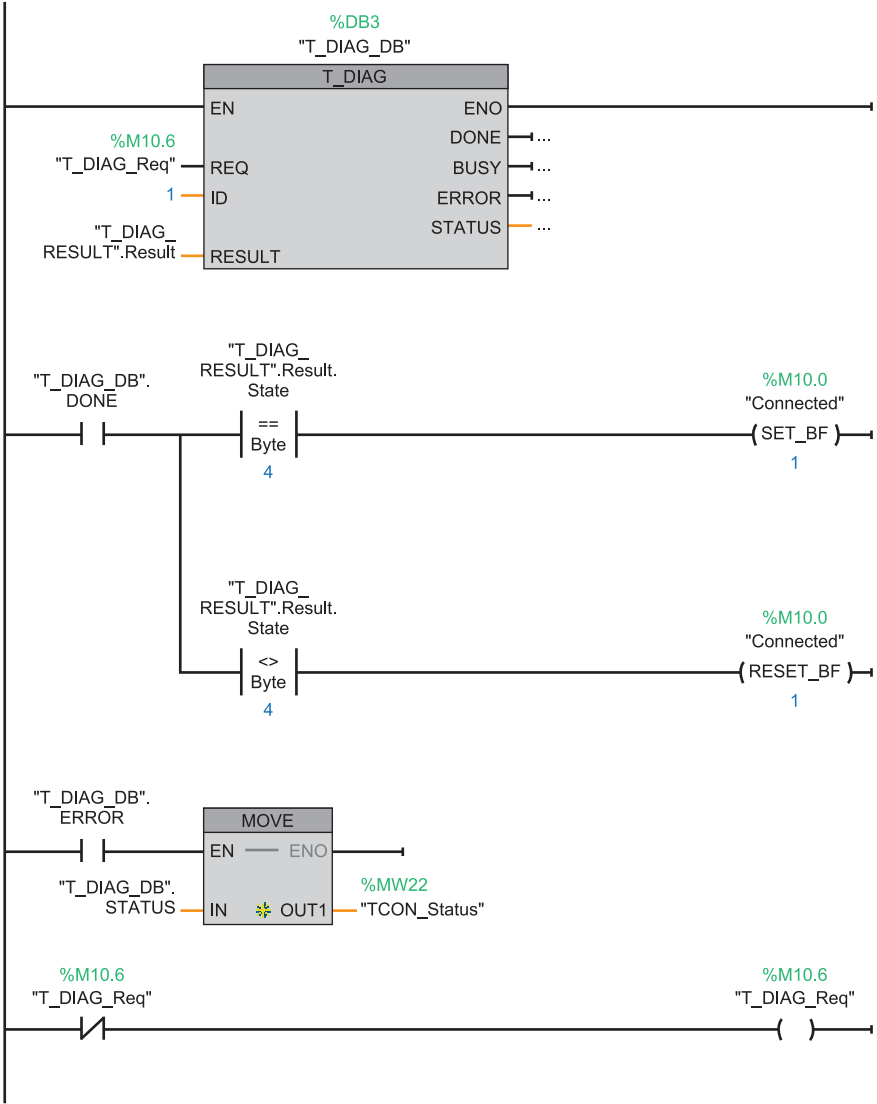 %DB3
"T_DIAG_DB"
T_DIAG
EN ENO
DONE ...
%M10.6
"T_DIAG_Req" REQ BUSY ...
1 ID ERROR ...
STATUS ...
"T_DIAG_
RESULT".Result RESULT
"T_DIAG_
RESULT".Result.
State
"T_DIAG_DB".
DONE
%M10.0
"Connected"
==
Byte
SET_BF
4
1
"T_DIAG_
RESULT".Result.
State
%M10.0
"Connected"
<>
Byte
RESET_BF
4
1
"T_DIAG_DB".
ERROR
MOVE
EN ENO
"T_DIAG_DB".
STATUS IN OUT1
%MW22
"TCON_Status"
%M10.6
"T_DIAG_Req"
%M10.6
"T_DIAG_Req"